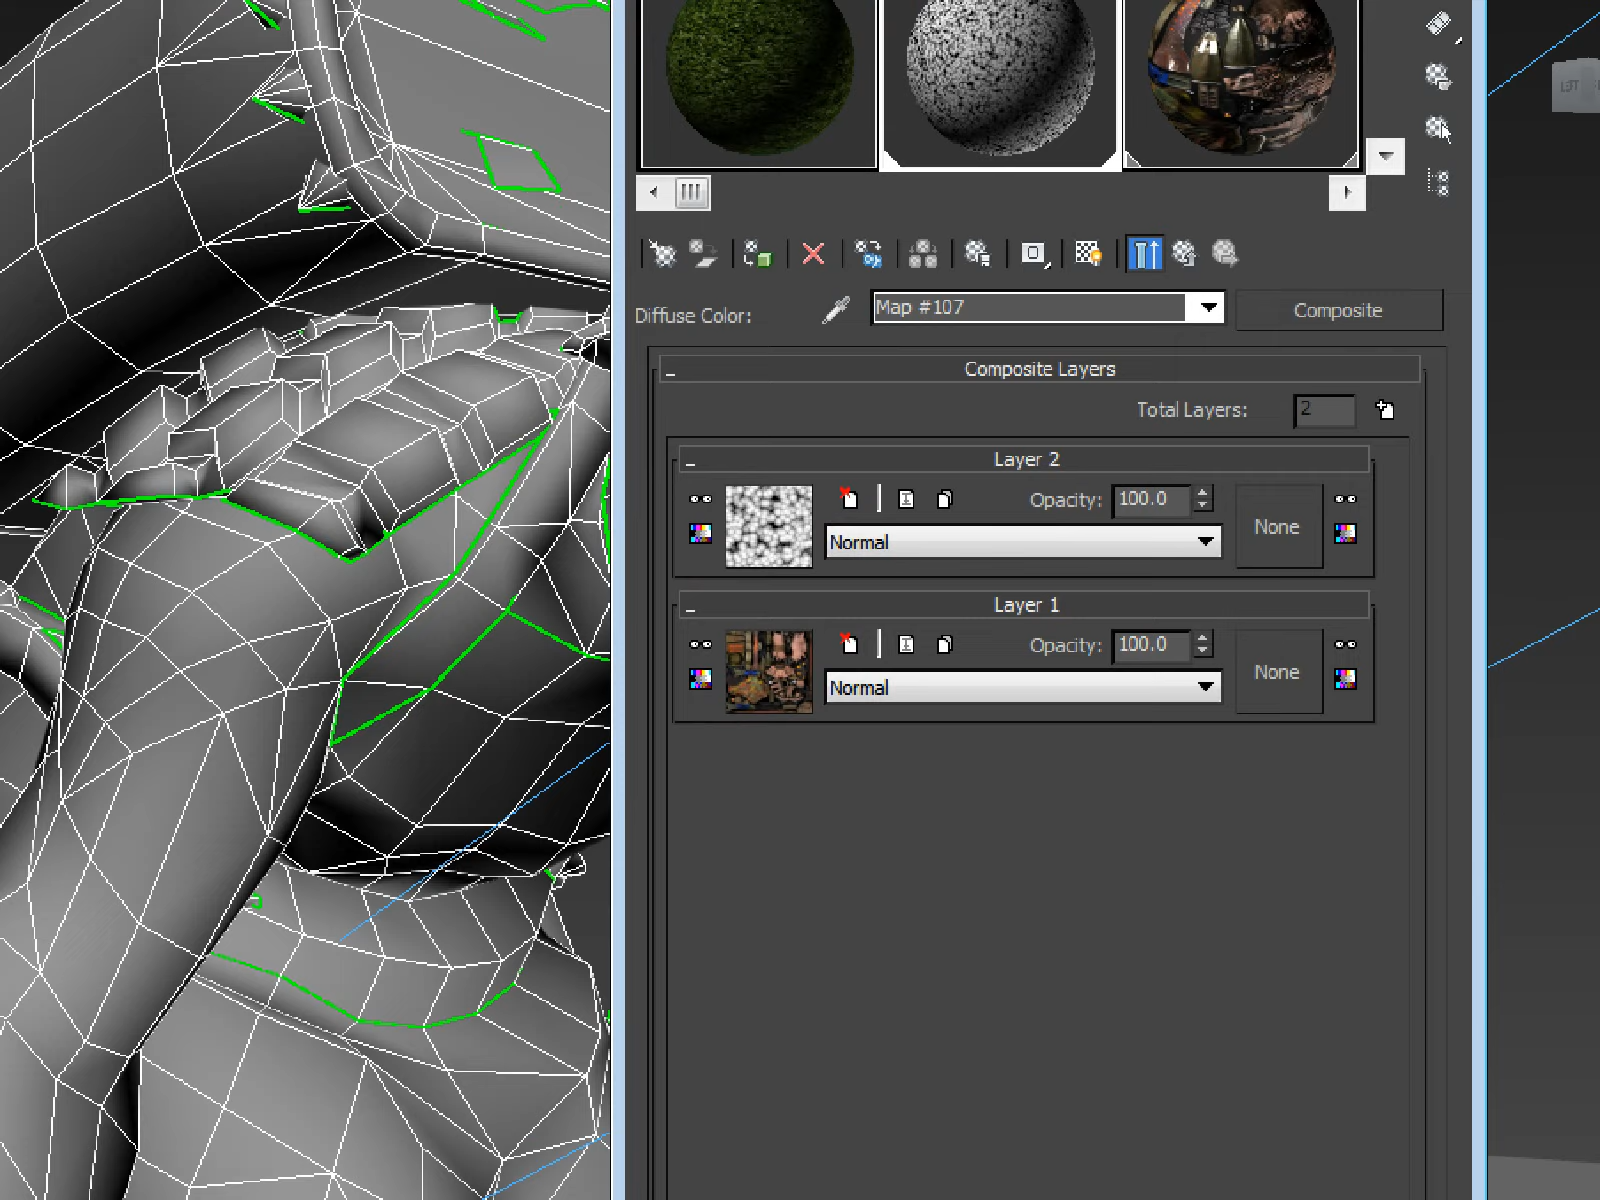 Diffuse Color:
Map #107
Composite
Composite Layers
Total Layers: 2
Layer 2
Opacity: 100.0
None
Normal
Layer 1
Opacity: 100.0
None
Normal